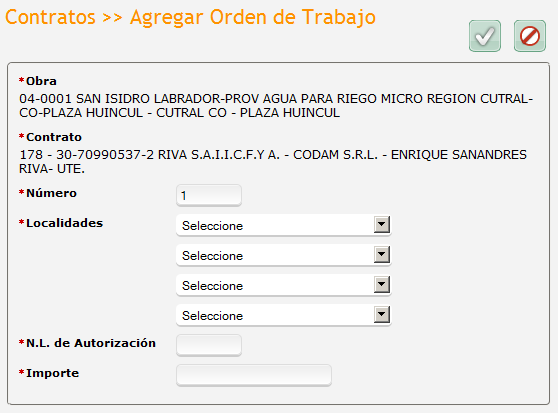 Contratos >> Agregar Orden de Trabajo
*Obra
04-0001 SAN ISIDRO LABRADOR-PROV AGUA PARA RIEGO MICRO REGION CUTRAL-
CO-PLAZA HUINCUL - CUTRAL CO - PLAZA HUINCUL
*Contrato
178 - 30-70990537-2 RIVA S.A.I.I.C.F.Y A. - CODAM S.R.L. - ENRIQUE SANANDRES
RIVA- UTE.
*Número 1
*Localidades Seleccione
Seleccione
Seleccione
Seleccione
*N.L. de Autorización
*Importe